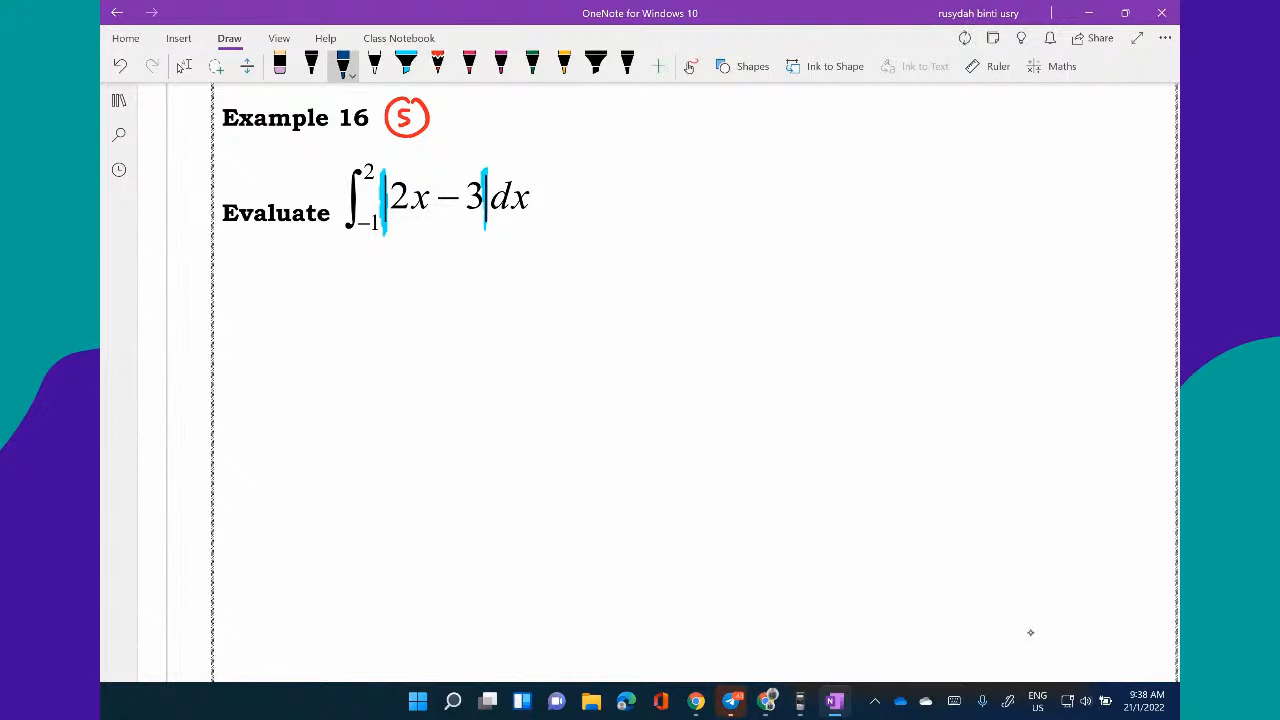 OneNote for Windows 10
rusydah binti usry
Home Insert Draw View Help Class Notebook
Share
Shapes Ink to Shape Ink to Text Ruler Maths
Example 16 5
Evaluate ∫_{-1}^{2} |2x − 3| dx
43
ENG
US
9:38 AM
21/1/2022